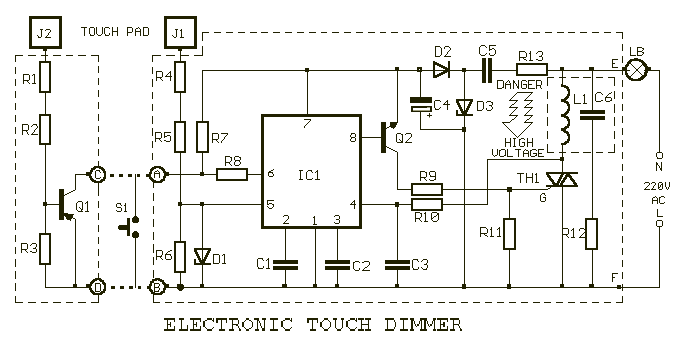 J2 TOUCH PAD J1
D2 C5 R13 E LB
R1 R4 DANGER L1 C6
7 C4 + D3
R2 R5 R7 8 Q2 HIGH VOLTAGE
R8 6 IC1
C A R9 TH1 N
Q1 S1 5 4 R10 G 220V AC
2 1 3 L O
R3 R6 D1 C1 C2 C3 R11 R12
D B F
ELECTRONIC TOUCH DIMMER